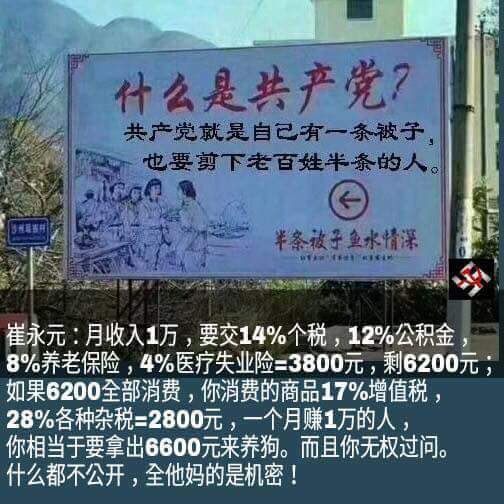 什么是共产党?
共产党就是自己有一条被子,
也要剪下老百姓半条的人。
半条被子鱼水情深
崔永元：月收入1万，要交14%个税，12%公积金，
8%养老保险，4%医疗失业险=3800元，剩6200元；
如果6200全部消费，你消费的商品17%增值税，
28%各种杂税=2800元，一个月赚1万的人，
你相当于要拿出6600元来养狗。而且你无权过问。
什么都不公开，全他妈的是机密！